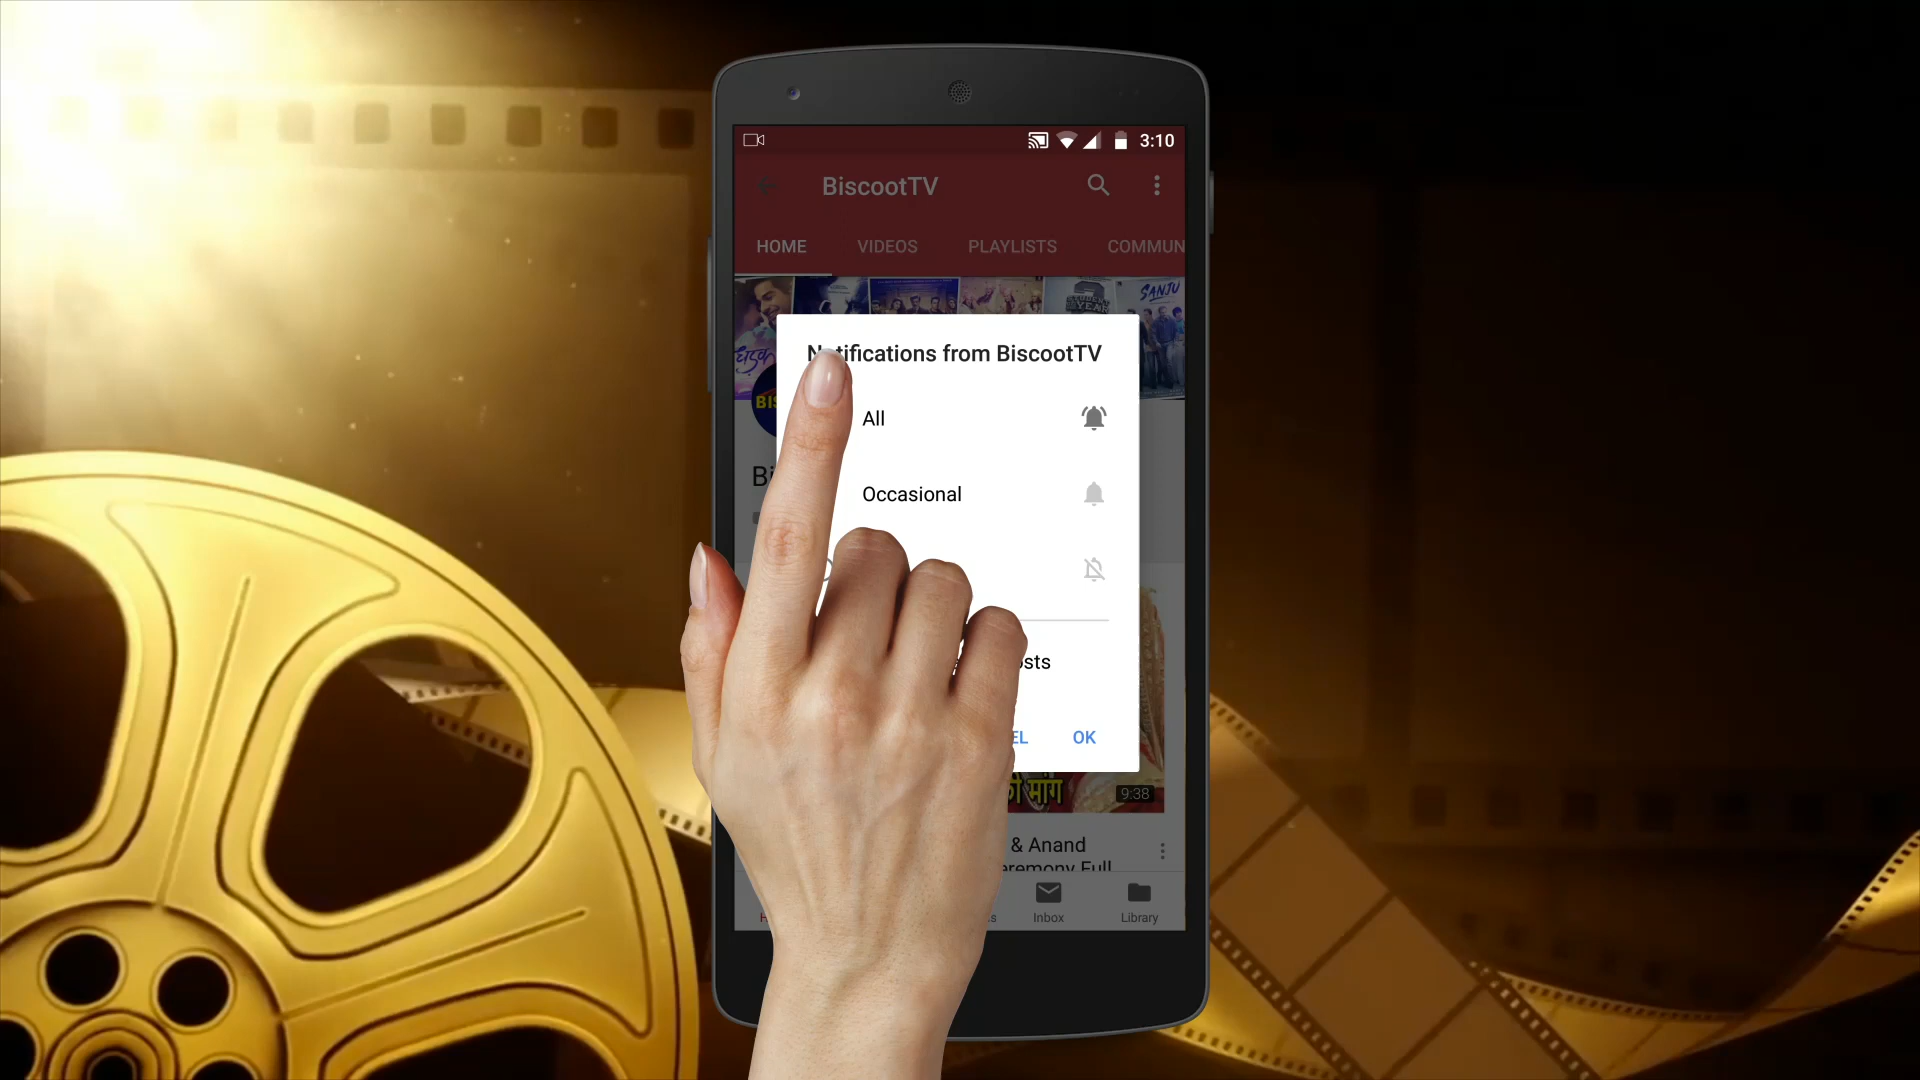 3:10
BiscootTV
HOME VIDEOS PLAYLISTS COMMUN
SANJU
धड़क
Notifications from BiscootTV
All
Occasional
OK
की मांग
9:38
& Anand
Inbox
Library